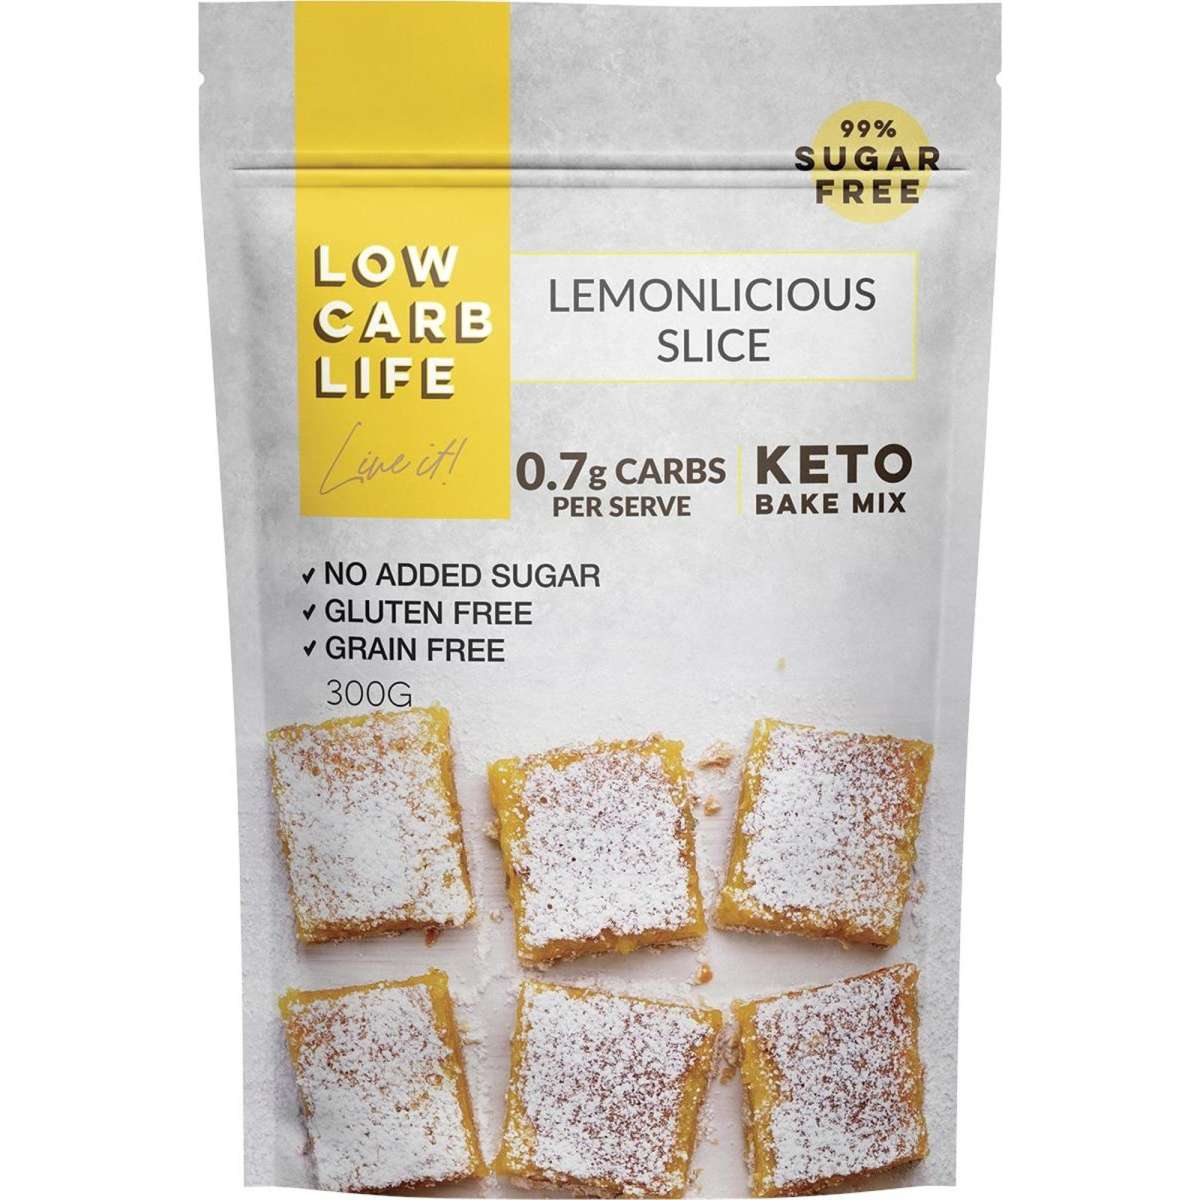 99%
SUGAR
FREE
LOW
CARB
LIFE
Live it!
LEMONLICIOUS
SLICE
0.7g CARBS
PER SERVE
KETO
BAKE MIX
✓ NO ADDED SUGAR
✓ GLUTEN FREE
✓ GRAIN FREE
300G